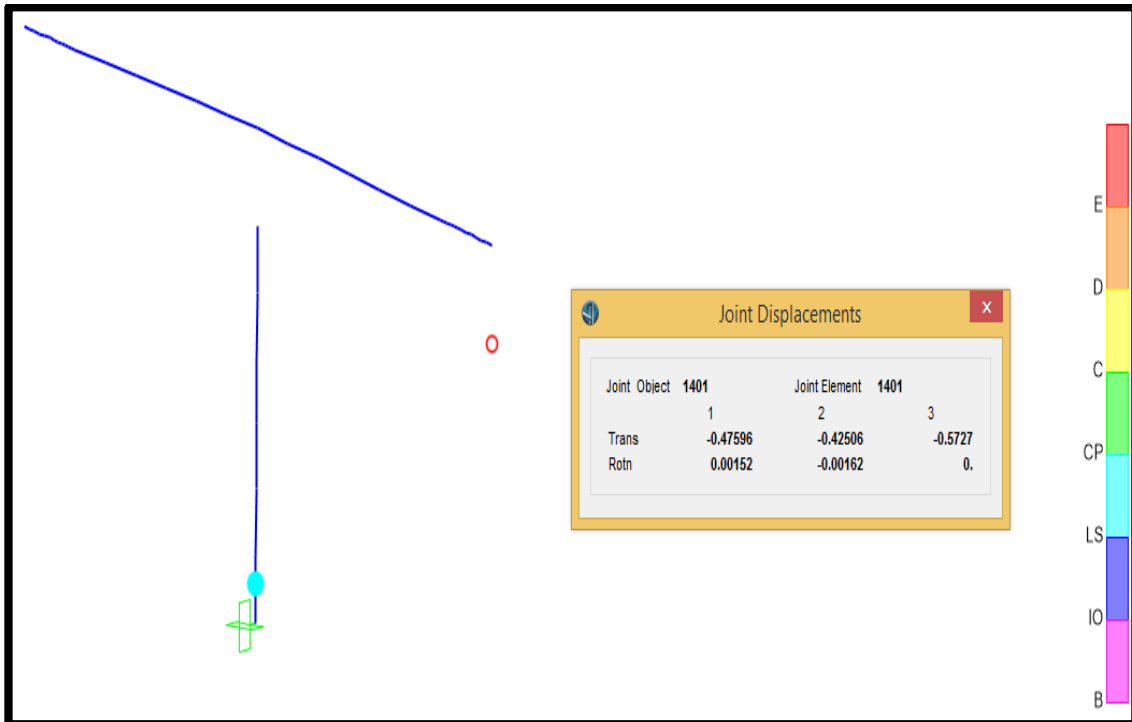 Joint Displacements
x
Joint Object 1401 Joint Element 1401
1 2 3
Trans -0.47596 -0.42506 -0.5727
Rotn 0.00152 -0.00162 0.
E
D
C
CP
LS
IO
B